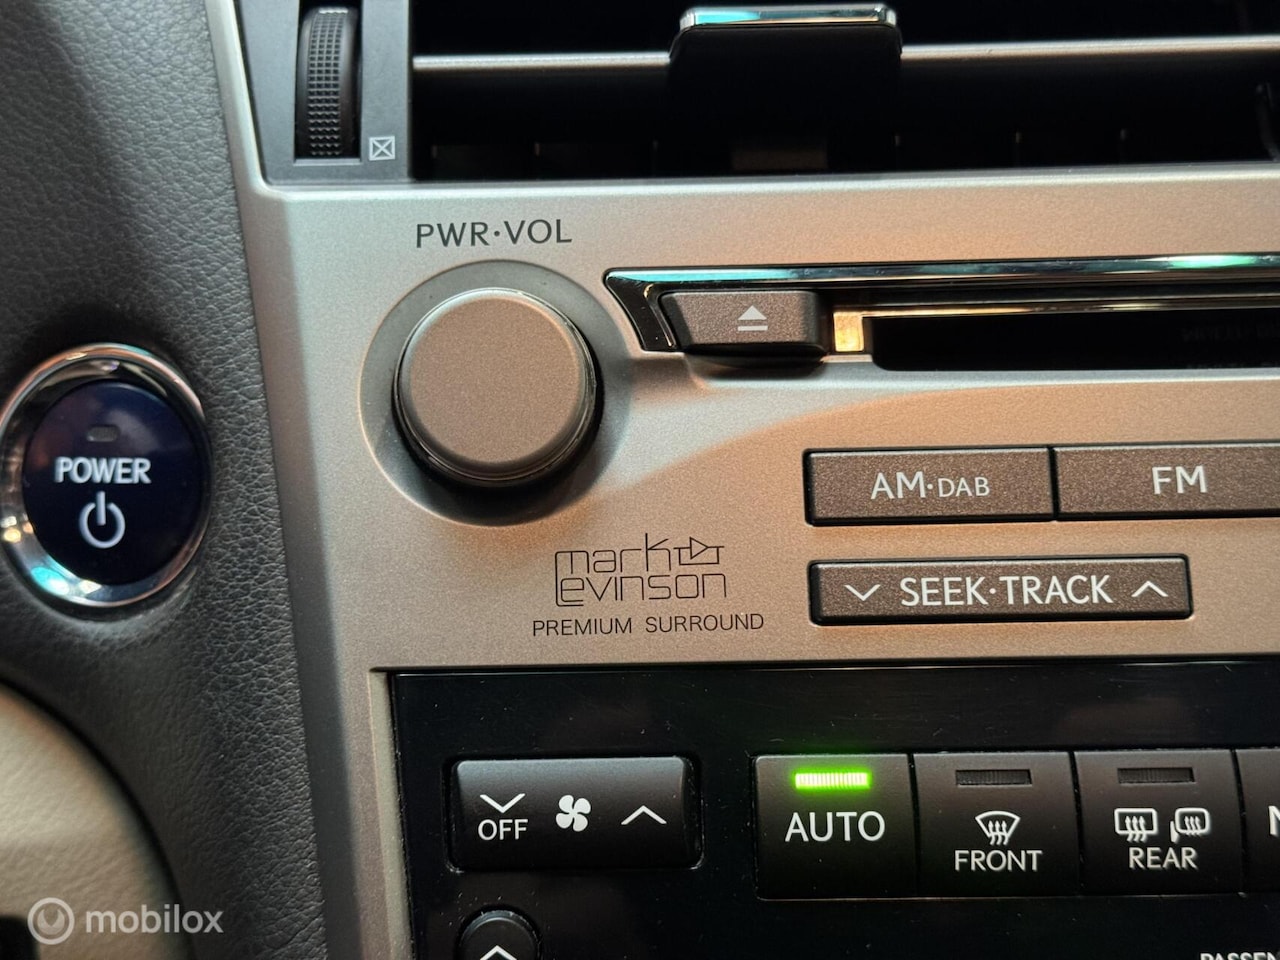 PWR·VOL
POWER
AM·DAB
FM
mark
Levinson
PREMIUM SURROUND
SEEK·TRACK
OFF
AUTO
FRONT
REAR
mobilox